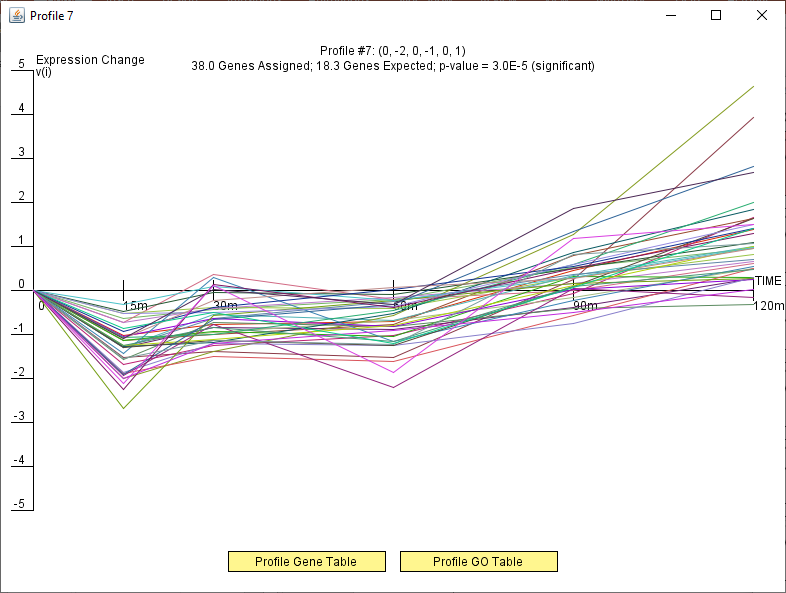 Profile 7
Profile #7: (0, -2, 0, -1, 0, 1)
38.0 Genes Assigned; 18.3 Genes Expected; p-value = 3.0E-5 (significant)
Expression Change
v(i)
5
4
3
2
1
0
-1
-2
-3
-4
-5
0
15m
30m
60m
90m
120m
TIME
Profile Gene Table
Profile GO Table